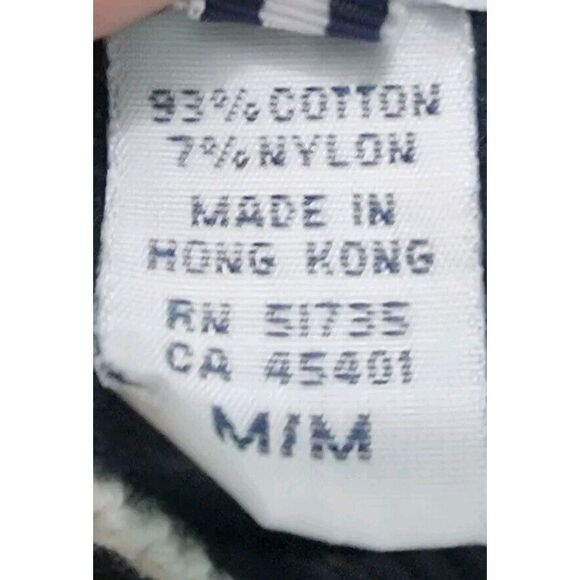 93% COTTON
7% NYLON
MADE IN
HONG KONG
RN 51735
CA 45401
M/M